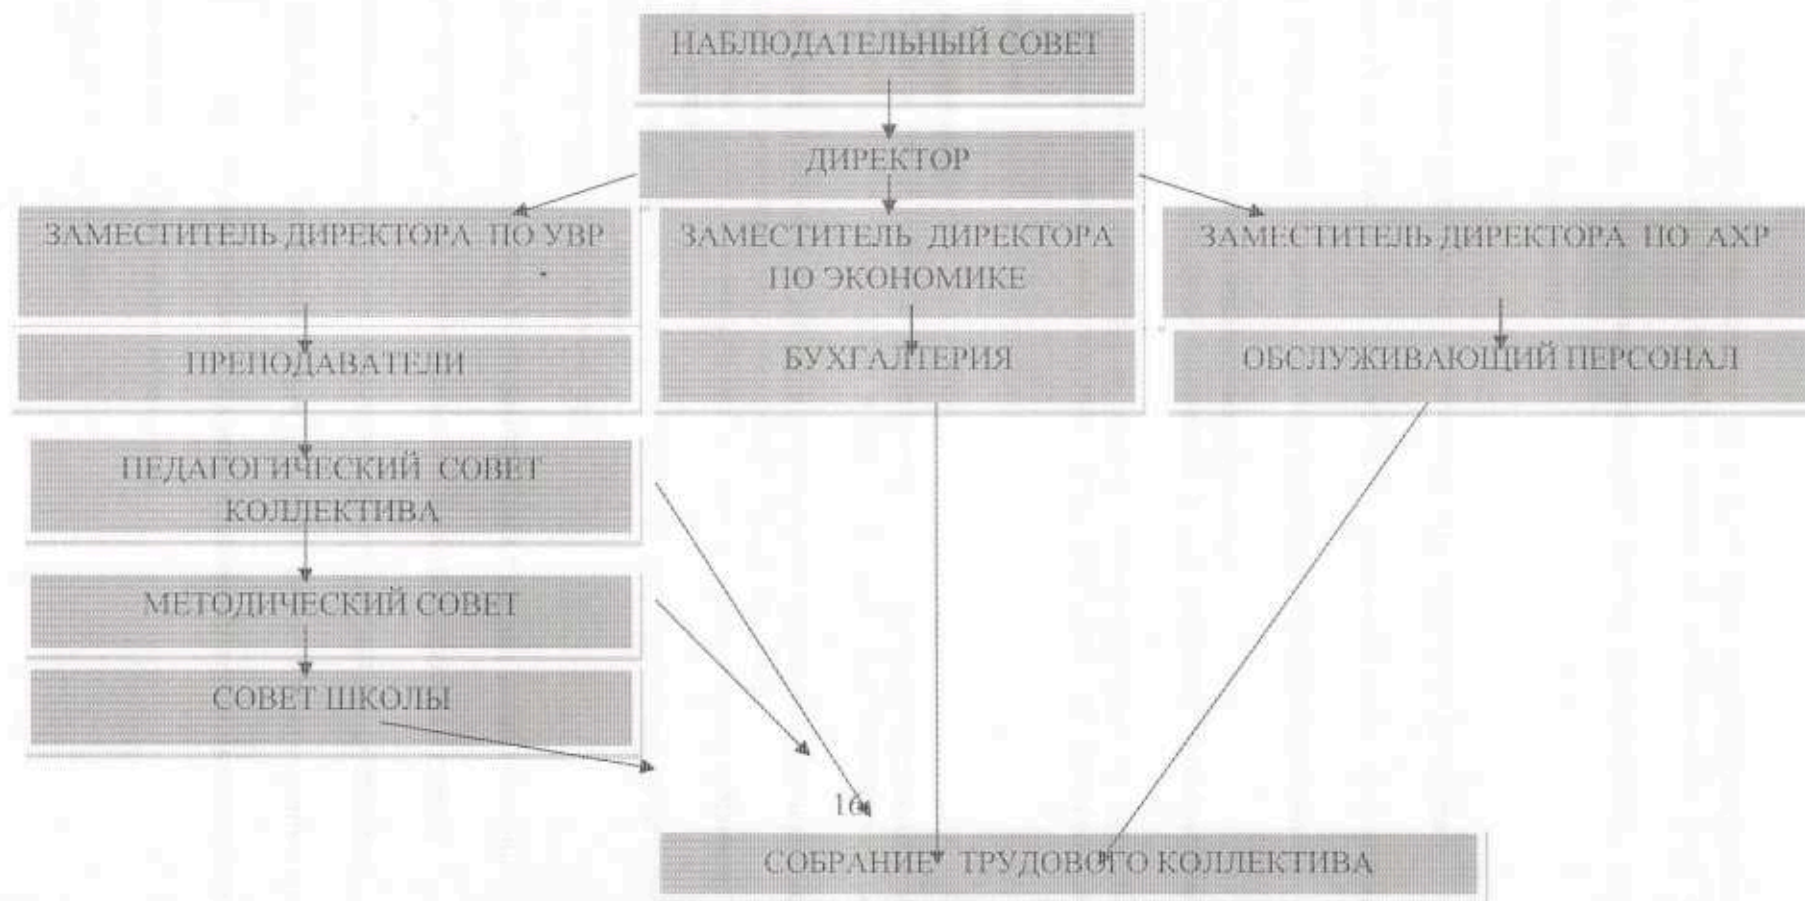 НАБЛЮДАТЕЛЬНЫЙ СОВЕТ
ДИРЕКТОР
ЗАМЕСТИТЕЛЬ ДИРЕКТОРА ПО УВР
ЗАМЕСТИТЕЛЬ ДИРЕКТОРА
ПО ЭКОНОМИКЕ
ЗАМЕСТИТЕЛЬ ДИРЕКТОРА ПО АХР
ПРЕПОДАВАТЕЛИ
БУХГАЛТЕРИЯ
ОБСЛУЖИВАЮЩИЙ ПЕРСОНАЛ
ПЕДАГОГИЧЕСКИЙ СОВЕТ
КОЛЛЕКТИВА
МЕТОДИЧЕСКИЙ СОВЕТ
СОВЕТ ШКОЛЫ
16
СОБРАНИЕ ТРУДОВОГО КОЛЛЕКТИВА